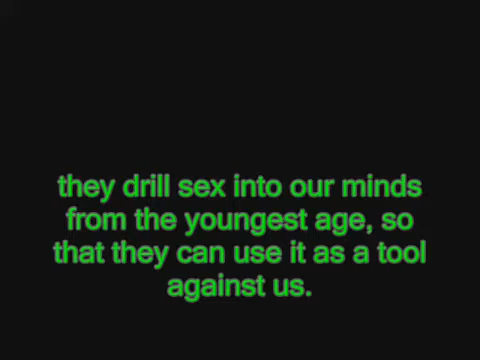 they drill sex into our minds
from the youngest age, so
that they can use it as a tool
against us.